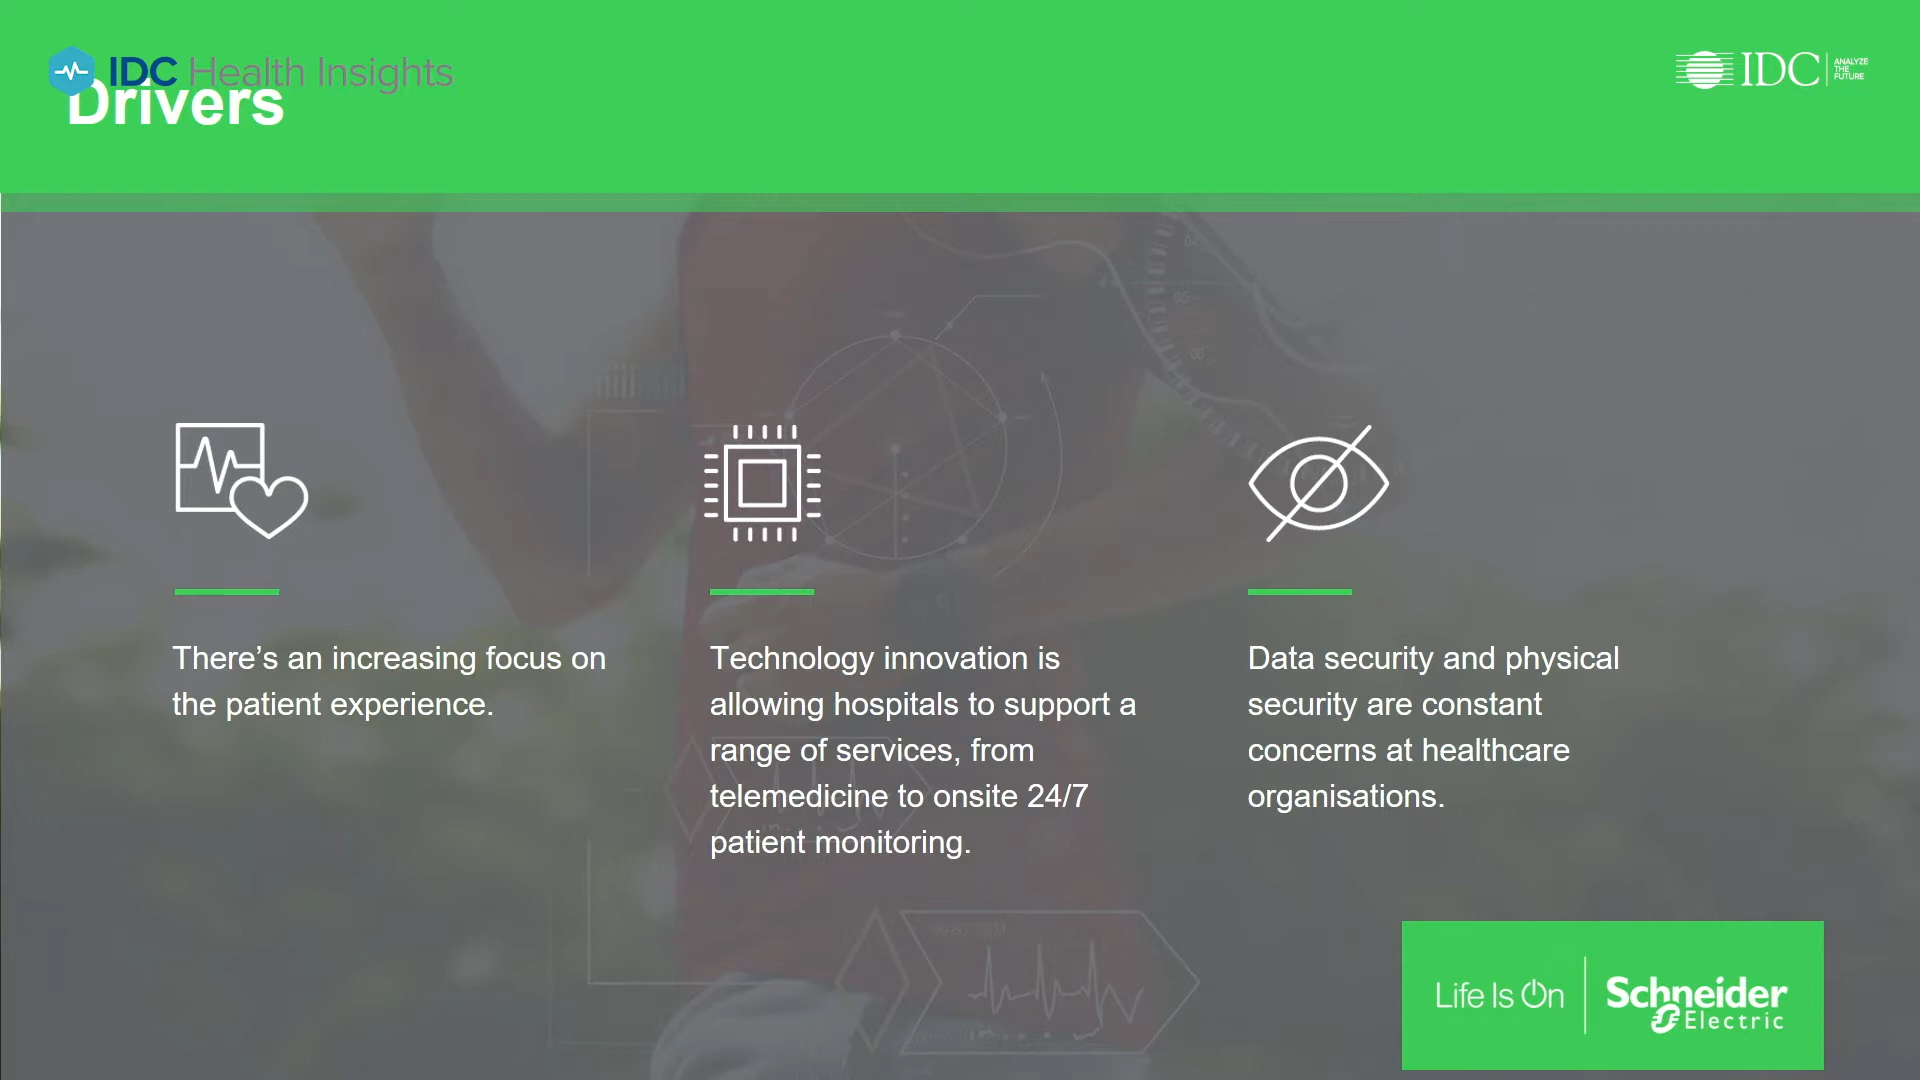 IDC Health Insights
Drivers
IDC
ANALYZE
THE
FUTURE
There’s an increasing focus on
the patient experience.
Technology innovation is
allowing hospitals to support a
range of services, from
telemedicine to onsite 24/7
patient monitoring.
Data security and physical
security are constant
concerns at healthcare
organisations.
Life Is On
Schneider
Electric